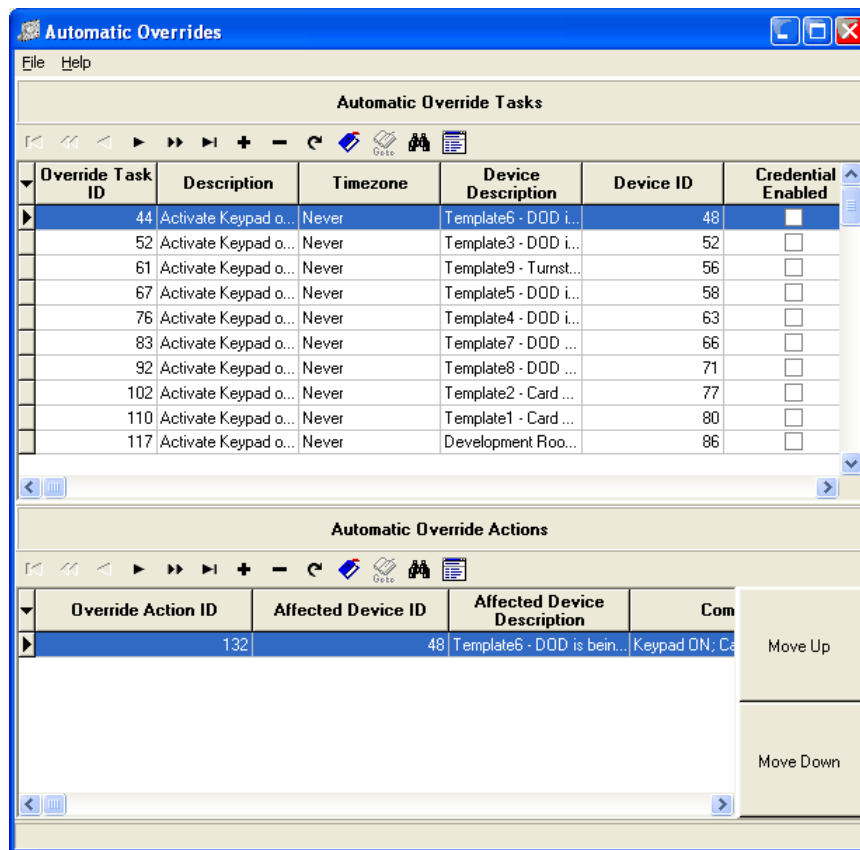 Automatic Overrides
File Help
Automatic Override Tasks
Goto
Override Task ID Description Timezone Device Description Device ID Credential Enabled
44 Activate Keypad o... Never Template6 - DOD i... 48
52 Activate Keypad o... Never Template3 - DOD i... 52
61 Activate Keypad o... Never Template9 - Turnst... 56
67 Activate Keypad o... Never Template5 - DOD i... 58
76 Activate Keypad o... Never Template4 - DOD i... 63
83 Activate Keypad o... Never Template7 - DOD ... 66
92 Activate Keypad o... Never Template8 - DOD ... 71
102 Activate Keypad o... Never Template2 - Card ... 77
110 Activate Keypad o... Never Template1 - Card ... 80
117 Activate Keypad o... Never Development Roo... 86
Automatic Override Actions
Goto
Override Action ID Affected Device ID Affected Device Description Com
132 48 Template6 - DOD is bein... Keypad ON; Ca
Move Up
Move Down